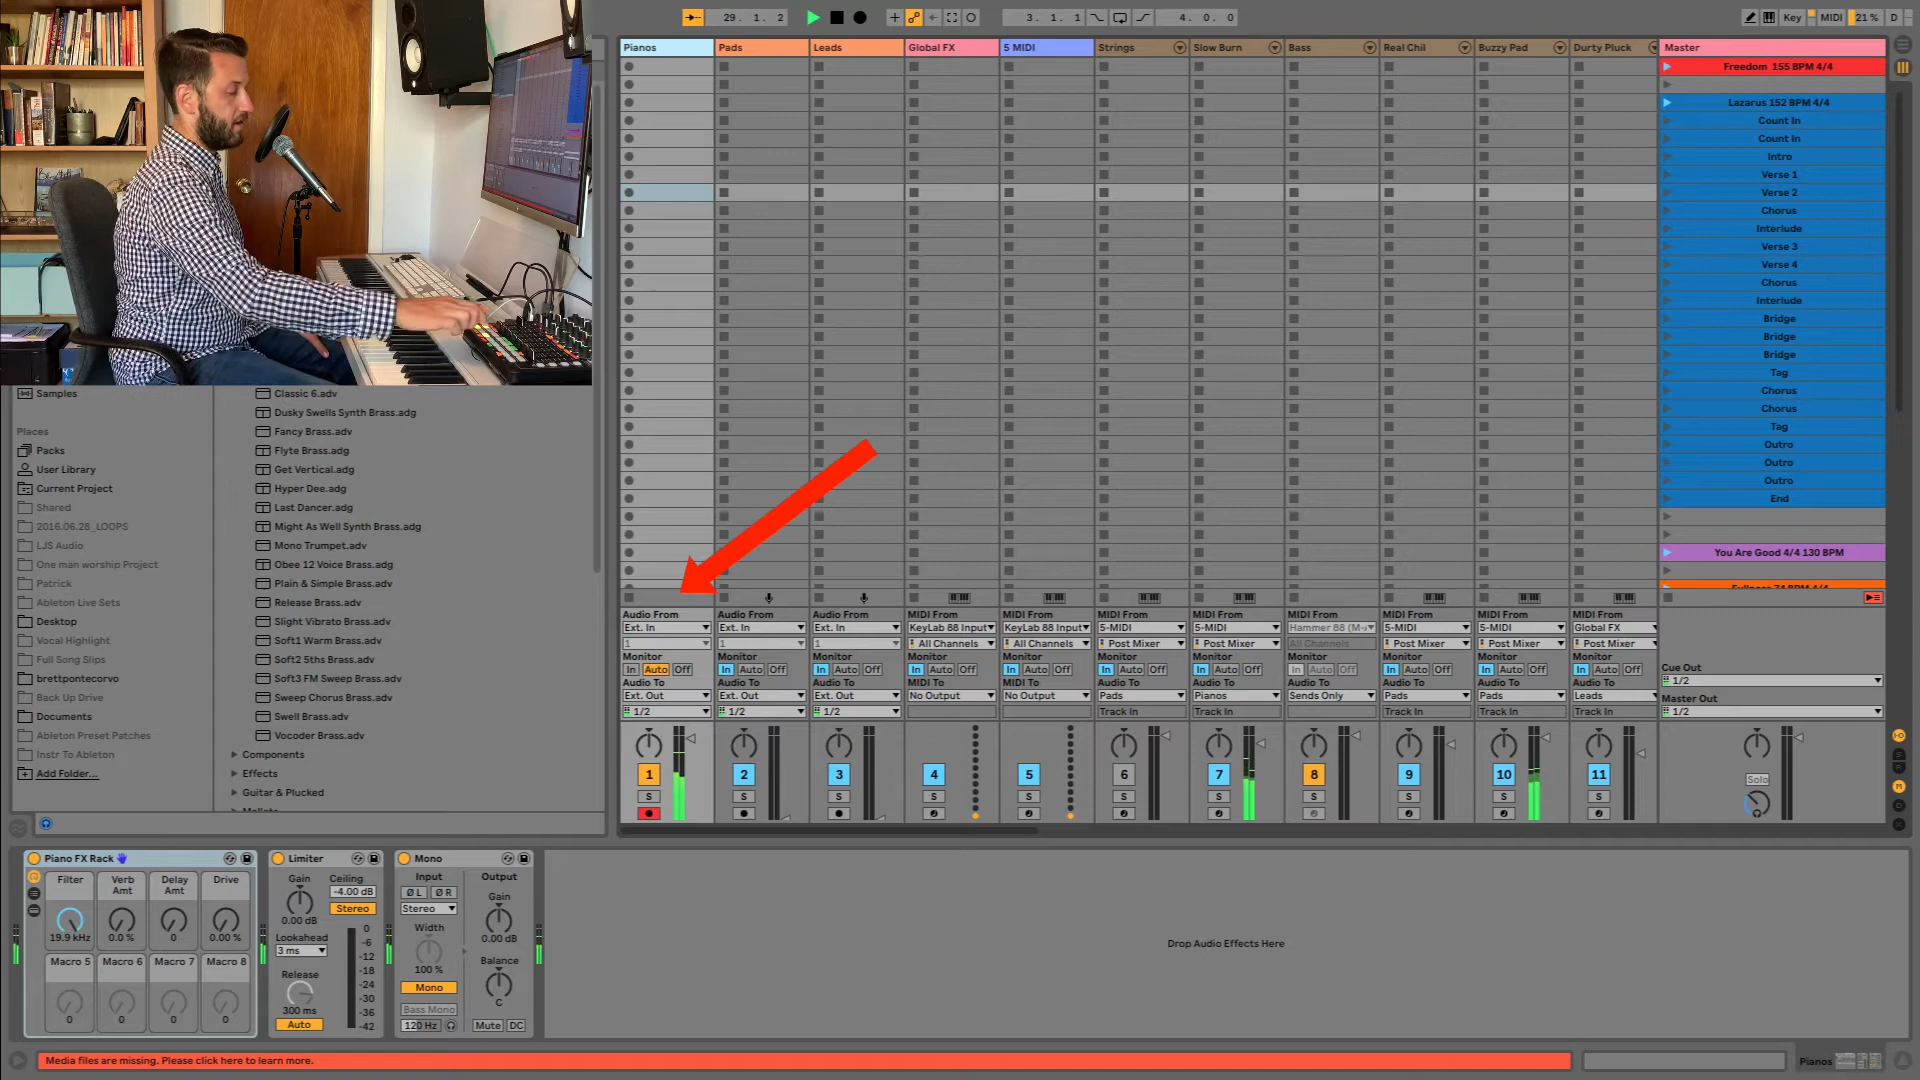 29. 1. 2
3. 1. 1
4. 0. 0
Key
MIDI
21 %
D
Pianos
Pads
Leads
Global FX
5 MIDI
Strings
Slow Burn
Bass
Real Chil
Buzzy Pad
Durty Pluck
Master
Freedom 155 BPM 4/4
Lazarus 152 BPM 4/4
Count In
Count In
Intro
Verse 1
Verse 2
Chorus
Interlude
Verse 3
Verse 4
Chorus
Interlude
Bridge
Bridge
Bridge
Tag
Chorus
Chorus
Tag
Outro
Outro
Outro
End
You Are Good 4/4 130 BPM
Fullness 74 BPM 4/4
Samples
Places
Packs
User Library
Current Project
Shared
2016.06.28_LOOPS
LJS Audio
One man worship Project
Patrick
Ableton Live Sets
Desktop
Vocal Highlight
Full Song Slips
brettpontecorvo
Back Up Drive
Documents
Ableton Preset Patches
Instr To Ableton
Add Folder...
Classic 6.adv
Dusky Swells Synth Brass.adg
Fancy Brass.adv
Flyte Brass.adg
Get Vertical.adg
Hyper Dee.adg
Last Dancer.adg
Might As Well Synth Brass.adg
Mono Trumpet.adv
Obee 12 Voice Brass.adg
Plain & Simple Brass.adv
Release Brass.adv
Slight Vibrato Brass.adv
Soft1 Warm Brass.adv
Soft2 5ths Brass.adv
Soft3 FM Sweep Brass.adv
Sweep Chorus Brass.adv
Swell Brass.adv
Vocoder Brass.adv
Components
Effects
Guitar & Plucked
Mallets
Audio From Audio From Audio From MIDI From MIDI From MIDI From MIDI From MIDI From MIDI From MIDI From MIDI From
Ext. In Ext. In Ext. In KeyLab 88 Input KeyLab 88 Input 5-MIDI 5-MIDI Hammer 88 (M- 5-MIDI 5-MIDI Global FX
1 1 1 All Channels All Channels Post Mixer Post Mixer All Channels Post Mixer Post Mixer Post Mixer
Monitor Monitor Monitor Monitor Monitor Monitor Monitor Monitor Monitor Monitor Monitor
In Auto Off In Auto Off In Auto Off In Auto Off In Auto Off In Auto Off In Auto Off In Auto Off In Auto Off In Auto Off In Auto Off
Audio To Audio To Audio To MIDI To MIDI To Audio To Audio To Audio To Audio To Audio To Audio To
Ext. Out Ext. Out Ext. Out No Output No Output Pads Pianos Sends Only Pads Pads Leads
1/2 1/2 1/2 Track In Track In Track In Track In Track In
Cue Out
1/2
Master Out
1/2
1 2 3 4 5 6 7 8 9 10 11
Solo
S S S S S S S S S S S
Piano FX Rack
Filter
Verb Amt
Delay Amt
Drive
19.9 kHz
0.0 %
0
0.00 %
Macro 5 Macro 6 Macro 7 Macro 8
0 0 0 0
Limiter
Gain
0.00 dB
Ceiling
-4.00 dB
Stereo
Lookahead
3 ms
Release
300 ms
Auto
0
-6
-12
-18
-24
-30
-36
-42
Mono
Input
Ø L Ø R
Stereo
Width
100 %
Mono
Bass Mono
120 Hz
Output
Gain
0.00 dB
Balance
C
Mute DC
Drop Audio Effects Here
Media files are missing. Please click here to learn more.
Pianos